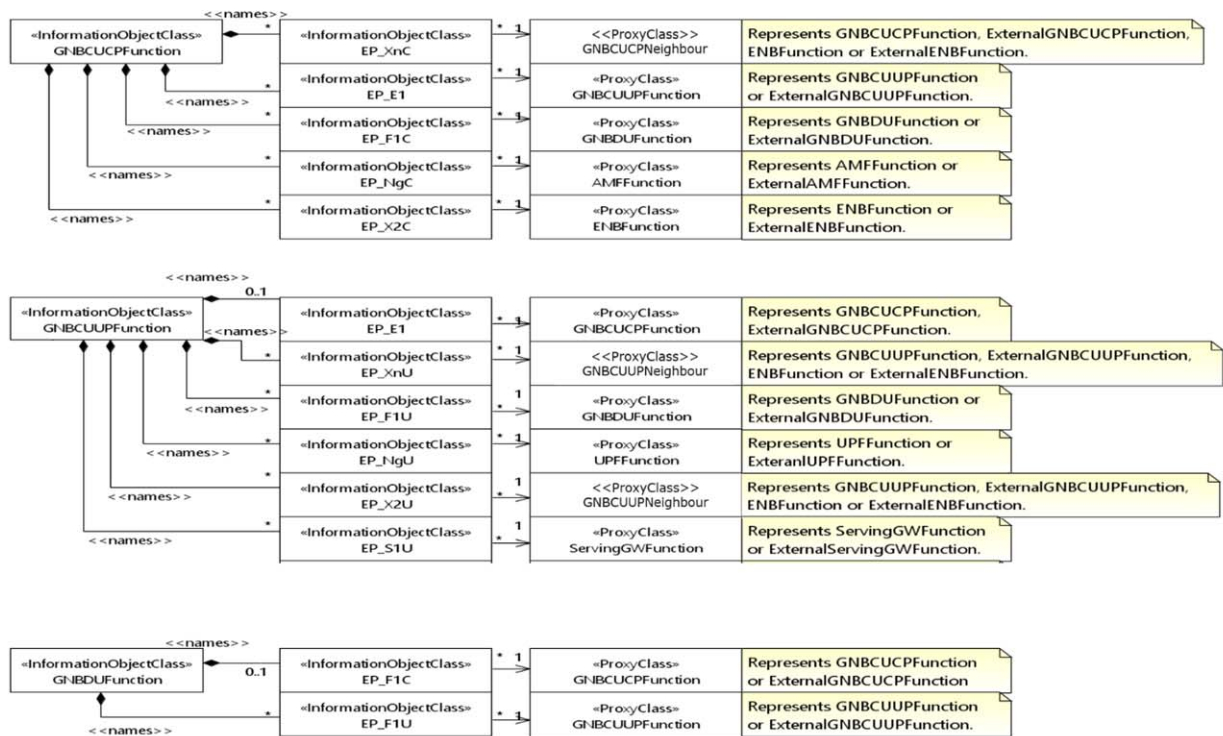 <<names>>
«InformationObjectClass»
GNBCUCPFunction
*
«InformationObjectClass»
EP_XnC
* 1
<<ProxyClass>>
GNBCUCPNeighbour
Represents GNBCUCPFunction, ExternalGNBCUCPFunction,
ENBFunction or ExternalENBFunction.
<<names>>
*
«InformationObjectClass»
EP_E1
* 1
«ProxyClass»
GNBCUUPFunction
Represents GNBCUUPFunction
or ExternalGNBCUUPFunction.
<<names>>
*
«InformationObjectClass»
EP_F1C
* 1
«ProxyClass»
GNBDUFunction
Represents GNBDUFunction or
ExternalGNBDUFunction.
<<names>>
*
«InformationObjectClass»
EP_NgC
* 1
«ProxyClass»
AMFFunction
Represents AMFFunction or
ExternalAMFFunction.
<<names>>
*
«InformationObjectClass»
EP_X2C
* 1
«ProxyClass»
ENBFunction
Represents ENBFunction or
ExternalENBFunction.
<<names>>
0..1
«InformationObjectClass»
GNBCUUPFunction
«InformationObjectClass»
EP_E1
* 1
«ProxyClass»
GNBCUCPFunction
Represents GNBCUCPFunction,
ExternalGNBCUCPFunction.
<<names>>
*
«InformationObjectClass»
EP_XnU
* 1
<<ProxyClass>>
GNBCUUPNeighbour
Represents GNBCUUPFunction, ExternalGNBCUUPFunction,
ENBFunction or ExternalENBFunction.
<<names>>
*
«InformationObjectClass»
EP_F1U
* 1
«ProxyClass»
GNBDUFunction
Represents GNBDUFunction or
ExternalGNBDUFunction.
<<names>>
*
«InformationObjectClass»
EP_NgU
* 1
«ProxyClass»
UPFFunction
Represents UPFFunction or
ExteranlUPFFunction.
<<names>>
*
«InformationObjectClass»
EP_X2U
* 1
<<ProxyClass>>
GNBCUUPNeighbour
Represents GNBCUUPFunction, ExternalGNBCUUPFunction,
ENBFunction or ExternalENBFunction.
<<names>>
*
«InformationObjectClass»
EP_S1U
* 1
«ProxyClass»
ServingGWFunction
Represents ServingGWFunction
or ExternalServingGWFunction.
<<names>>
0..1
«InformationObjectClass»
GNBDUFunction
«InformationObjectClass»
EP_F1C
* 1
«ProxyClass»
GNBCUCPFunction
Represents GNBCUCPFunction
or ExternalGNBCUCPFunction
<<names>>
*
«InformationObjectClass»
EP_F1U
* 1
«ProxyClass»
GNBCUUPFunction
Represents GNBCUUPFunction
or ExternalGNBCUUPFunction.